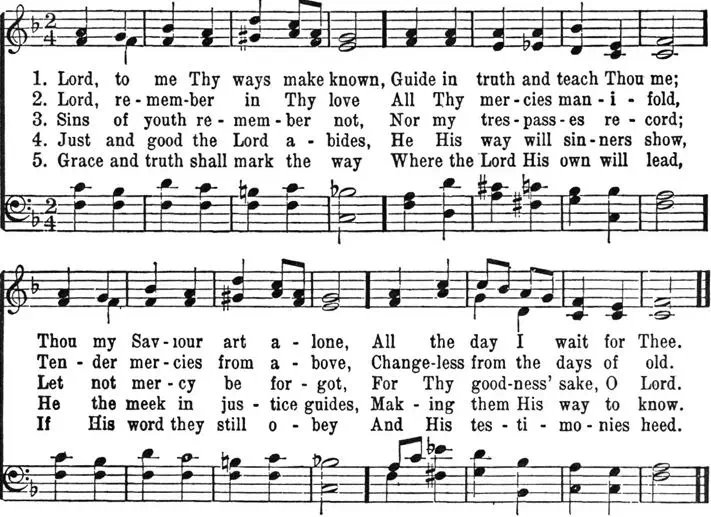 2
4
1. Lord, to me Thy ways make known, Guide in truth and teach Thou me;
2. Lord, re-mem-ber in Thy love All Thy mer-cies man-i-fold,
3. Sins of youth re-mem-ber not, Nor my tres-pass-es re-cord;
4. Just and good the Lord a-bides, He His way will sin-ners show,
5. Grace and truth shall mark the way Where the Lord His own will lead,
2
4
Thou my Sav-iour art a-lone, All the day I wait for Thee.
Ten-der mer-cies from a-bove, Change-less from the days of old.
Let not mer-cy be for-got, For Thy good-ness' sake, O Lord.
He the meek in jus-tice guides, Mak-ing them His way to know.
If His word they still o-bey And His tes-ti-mo-nies heed.